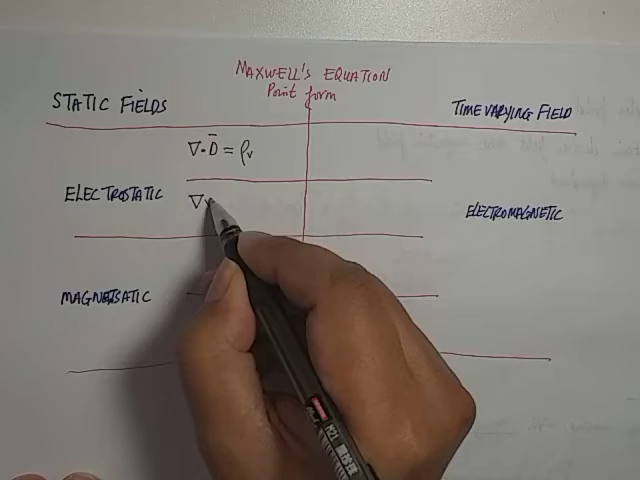 MAXWELL'S EQUATION
Point form
STATIC FIELDS
TIME VARYING FIELD
∇·D̄ = ρv
ELECTROSTATIC
∇x
ELECTROMAGNETIC
MAGNETSATIC